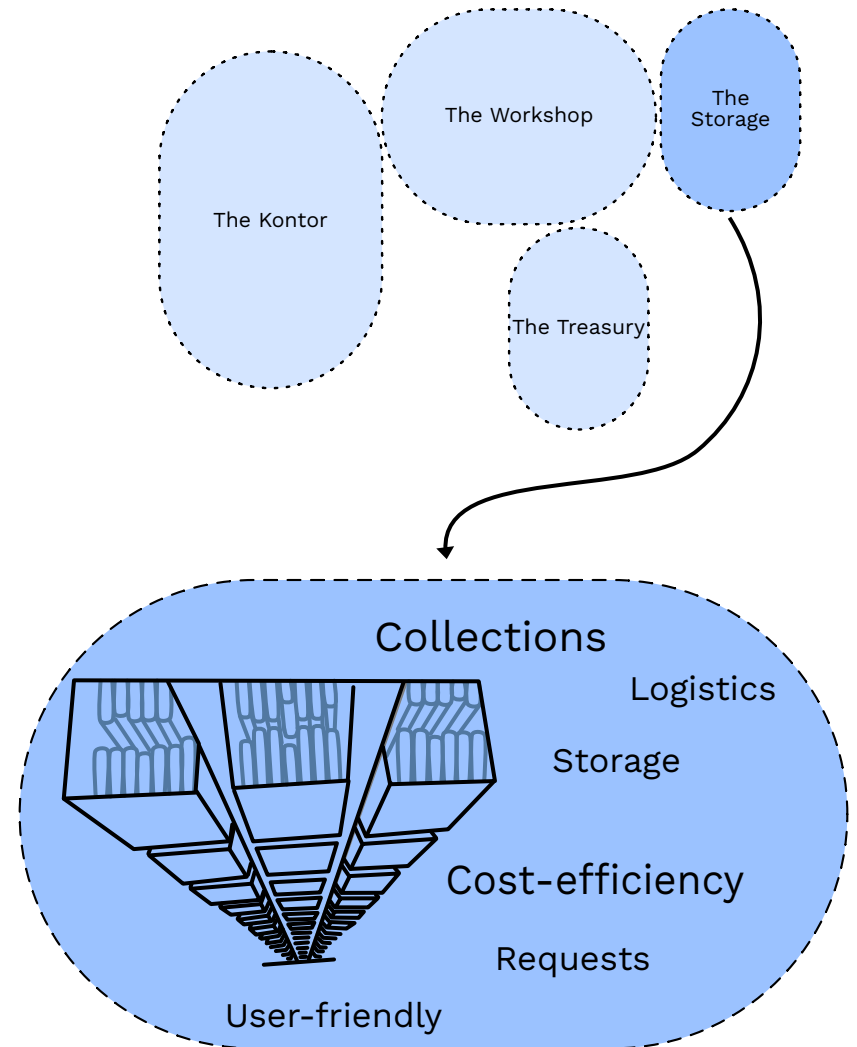 The
Storage
The Workshop
The Kontor
The Treasury
Collections
Logistics
Storage
Cost-efficiency
Requests
User-friendly